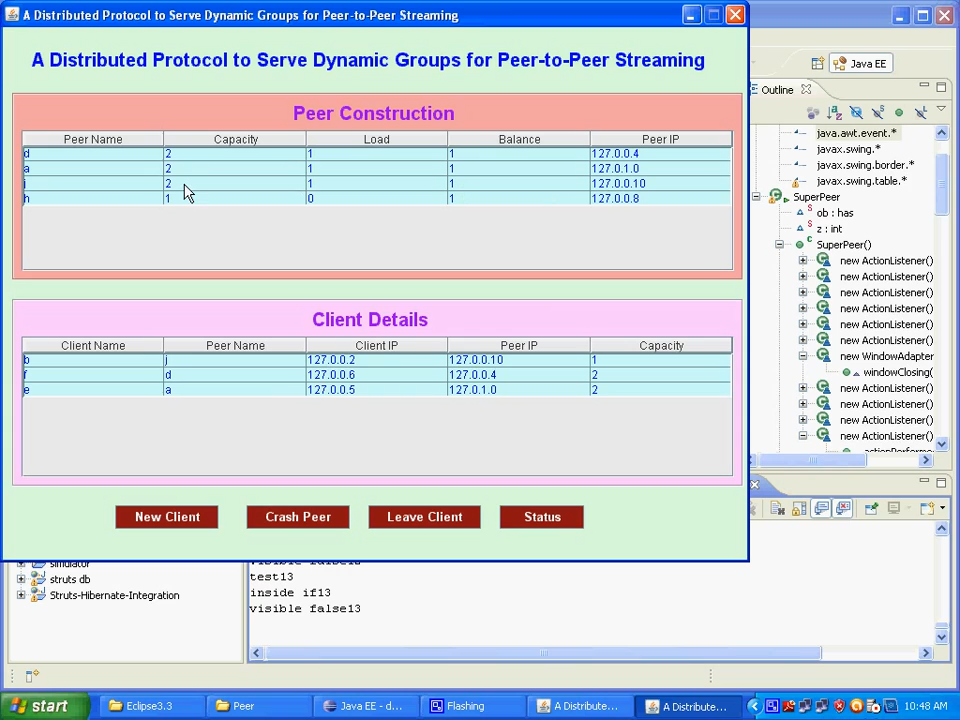 A Distributed Protocol to Serve Dynamic Groups for Peer-to-Peer Streaming
A Distributed Protocol to Serve Dynamic Groups for Peer-to-Peer Streaming
Peer Construction
Peer Name Capacity Load Balance Peer IP
d 2 1 1 127.0.0.4
a 2 1 1 127.0.1.0
j 2 1 1 127.0.0.10
h 1 0 1 127.0.0.8
Client Details
Client Name Peer Name Client IP Peer IP Capacity
b j 127.0.0.2 127.0.0.10 1
f d 127.0.0.6 127.0.0.4 2
e a 127.0.0.5 127.0.1.0 2
New Client Crash Peer Leave Client Status
Java EE
Outline
java.awt.event.*
javax.swing.*
javax.swing.border.*
javax.swing.table.*
SuperPeer
ob : has
z : int
SuperPeer()
new ActionListener()
new ActionListener()
new ActionListener()
new ActionListener()
new ActionListener()
new ActionListener()
new WindowAdapter
windowClosing(
new ActionListener()
new ActionListener()
new ActionListener()
new ActionListener()
actionPerforme
simulator
struts db
Struts-Hibernate-Integration
test13
inside if13
visible false13
start Eclipse3.3 Peer Java EE - d... Flashing A Distribute... A Distribute... 10:48 AM